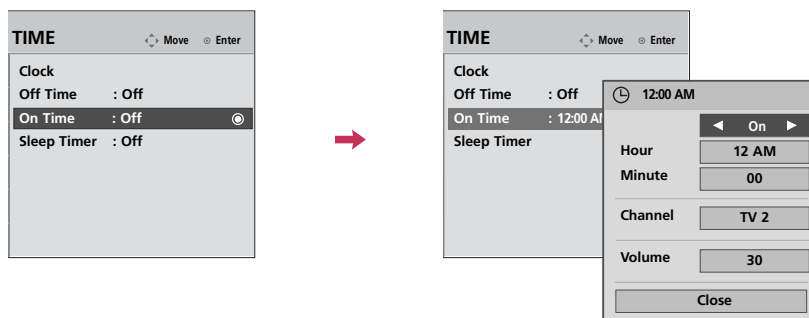 TIME Move Enter
Clock
Off Time : Off
On Time : Off
Sleep Timer : Off
TIME Move Enter
Clock
Off Time : Off
On Time : 12:00 AM
Sleep Timer
12:00 AM
◀ On ▶
Hour 12 AM
Minute 00
Channel TV 2
Volume 30
Close